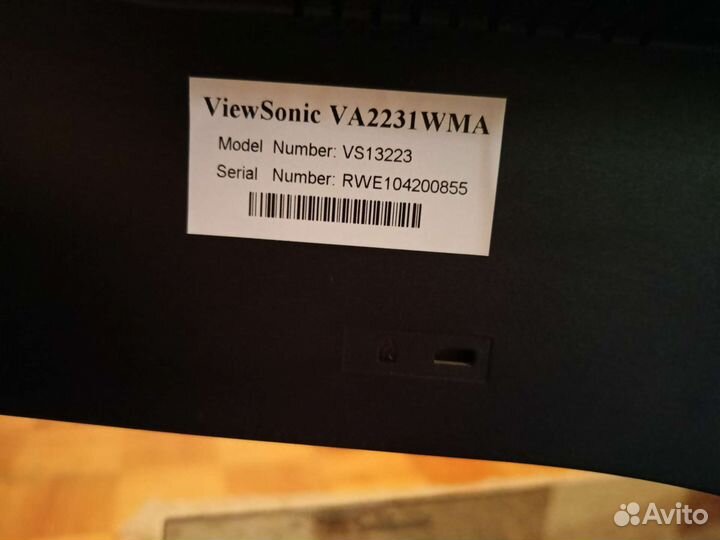 ViewSonic VA2231WMA
Model Number: VS13223
Serial Number: RWE104200855
Avito